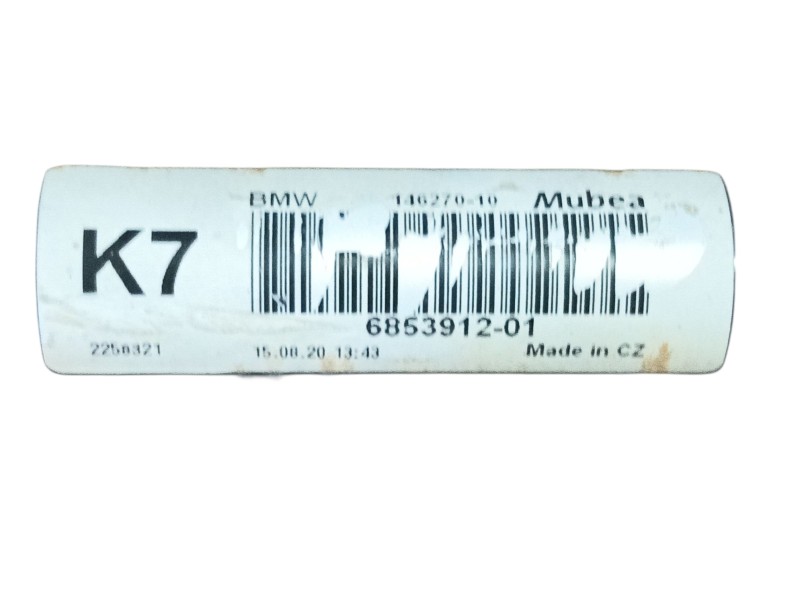 BMW 146270-10 Mubea
K7
6853912-01
2258321 15.08.20 13:43 Made in CZ